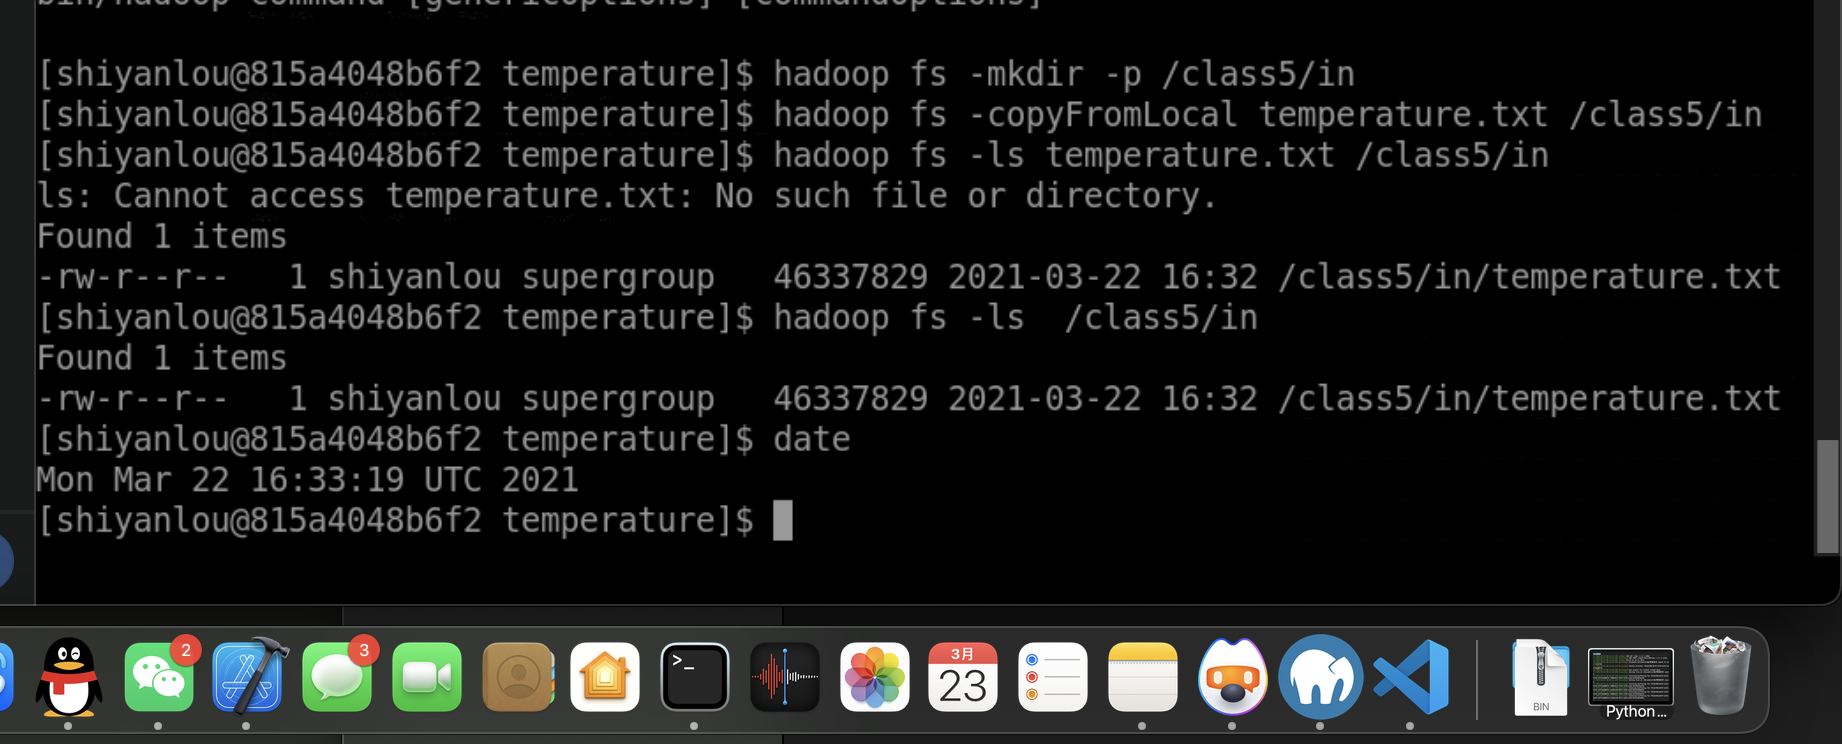 bin/hadoop command [genericOptions] [commandOptions]
[shiyanlou@815a4048b6f2 temperature]$ hadoop fs -mkdir -p /class5/in
[shiyanlou@815a4048b6f2 temperature]$ hadoop fs -copyFromLocal temperature.txt /class5/in
[shiyanlou@815a4048b6f2 temperature]$ hadoop fs -ls temperature.txt /class5/in
ls: Cannot access temperature.txt: No such file or directory.
Found 1 items
-rw-r--r--   1 shiyanlou supergroup   46337829 2021-03-22 16:32 /class5/in/temperature.txt
[shiyanlou@815a4048b6f2 temperature]$ hadoop fs -ls  /class5/in
Found 1 items
-rw-r--r--   1 shiyanlou supergroup   46337829 2021-03-22 16:32 /class5/in/temperature.txt
[shiyanlou@815a4048b6f2 temperature]$ date
Mon Mar 22 16:33:19 UTC 2021
[shiyanlou@815a4048b6f2 temperature]$
2
3
>_
3月
23
BIN
Python ...